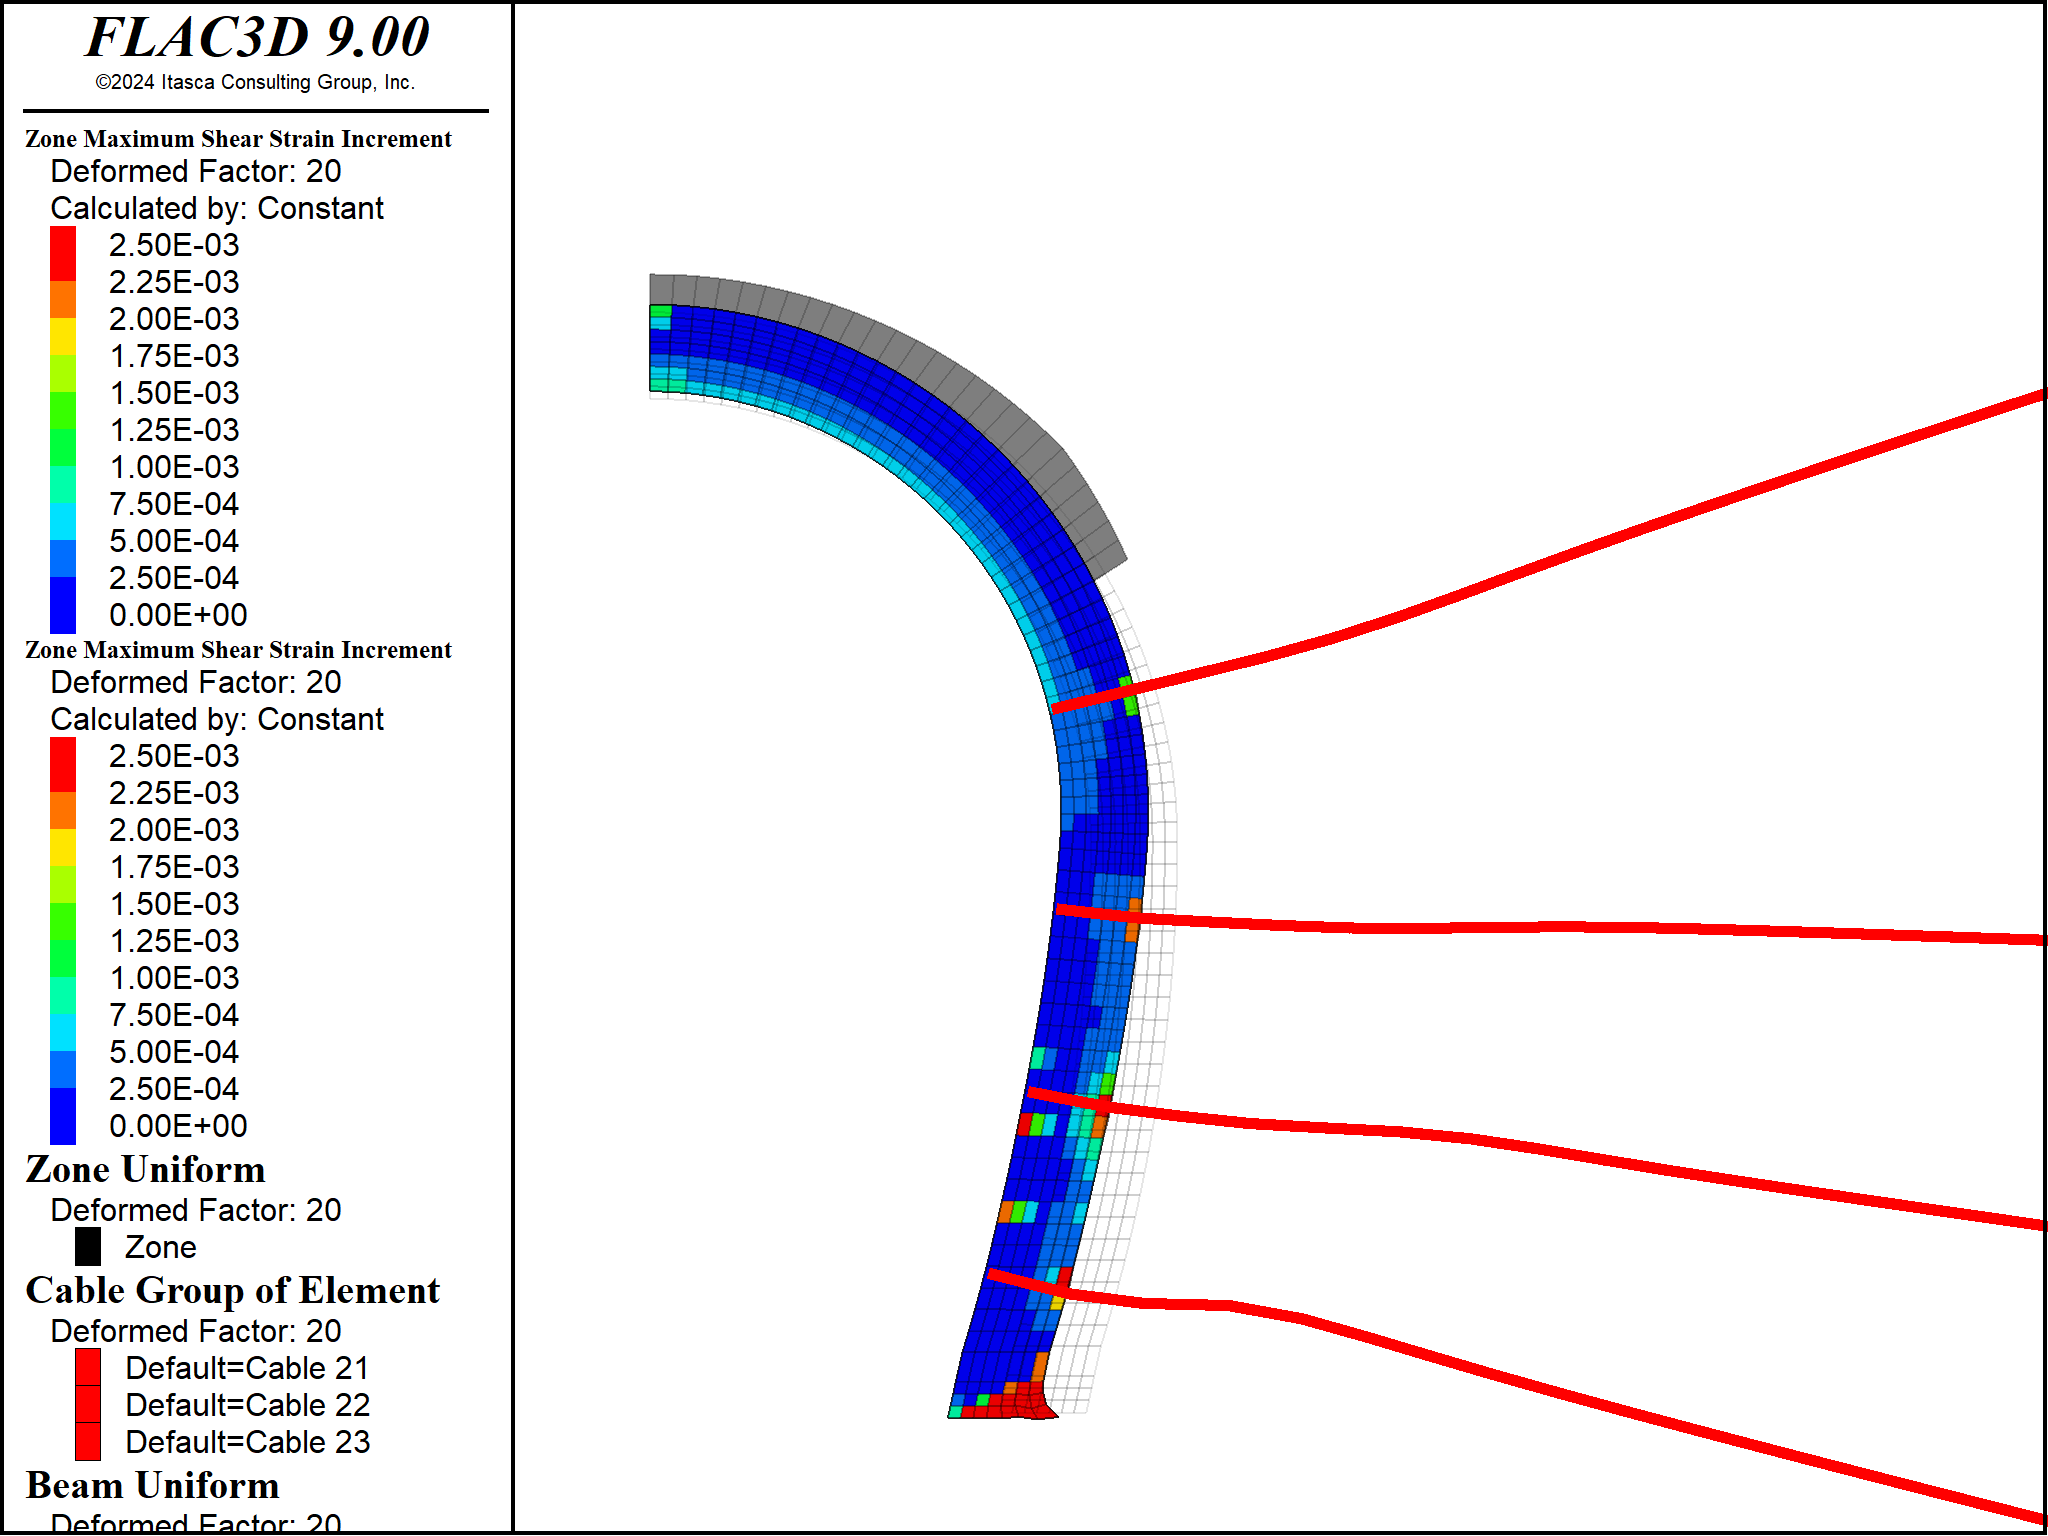 FLAC3D 9.00
©2024 Itasca Consulting Group, Inc.
Zone Maximum Shear Strain Increment
Deformed Factor: 20
Calculated by: Constant
2.50E-03
2.25E-03
2.00E-03
1.75E-03
1.50E-03
1.25E-03
1.00E-03
7.50E-04
5.00E-04
2.50E-04
0.00E+00
Zone Maximum Shear Strain Increment
Deformed Factor: 20
Calculated by: Constant
2.50E-03
2.25E-03
2.00E-03
1.75E-03
1.50E-03
1.25E-03
1.00E-03
7.50E-04
5.00E-04
2.50E-04
0.00E+00
Zone Uniform
Deformed Factor: 20
Zone
Cable Group of Element
Deformed Factor: 20
Default=Cable 21
Default=Cable 22
Default=Cable 23
Beam Uniform
Deformed Factor: 20